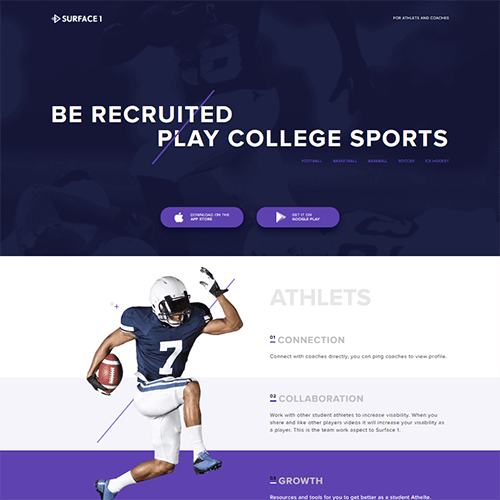 SURFACE 1
FOR ATHLETS AND COACHES
BE RECRUITED
PLAY COLLEGE SPORTS
FOOTBALL BASKETBALL BASEBALL SOCCER ICE HOCKEY
DOWNLOAD ON THE
APP STORE
GET IT ON
GOOGLE PLAY
ATHLETS
7
01 CONNECTION
Connect with coaches directly, you can ping coaches to view profile.
02 COLLABORATION
Work with other student athletes to increase visability. When you
share and like other players videos it will increase your visability as
a player. This is the team work aspect to Surface 1.
03 GROWTH
Resources and tools for you to get better as a student Athelte.